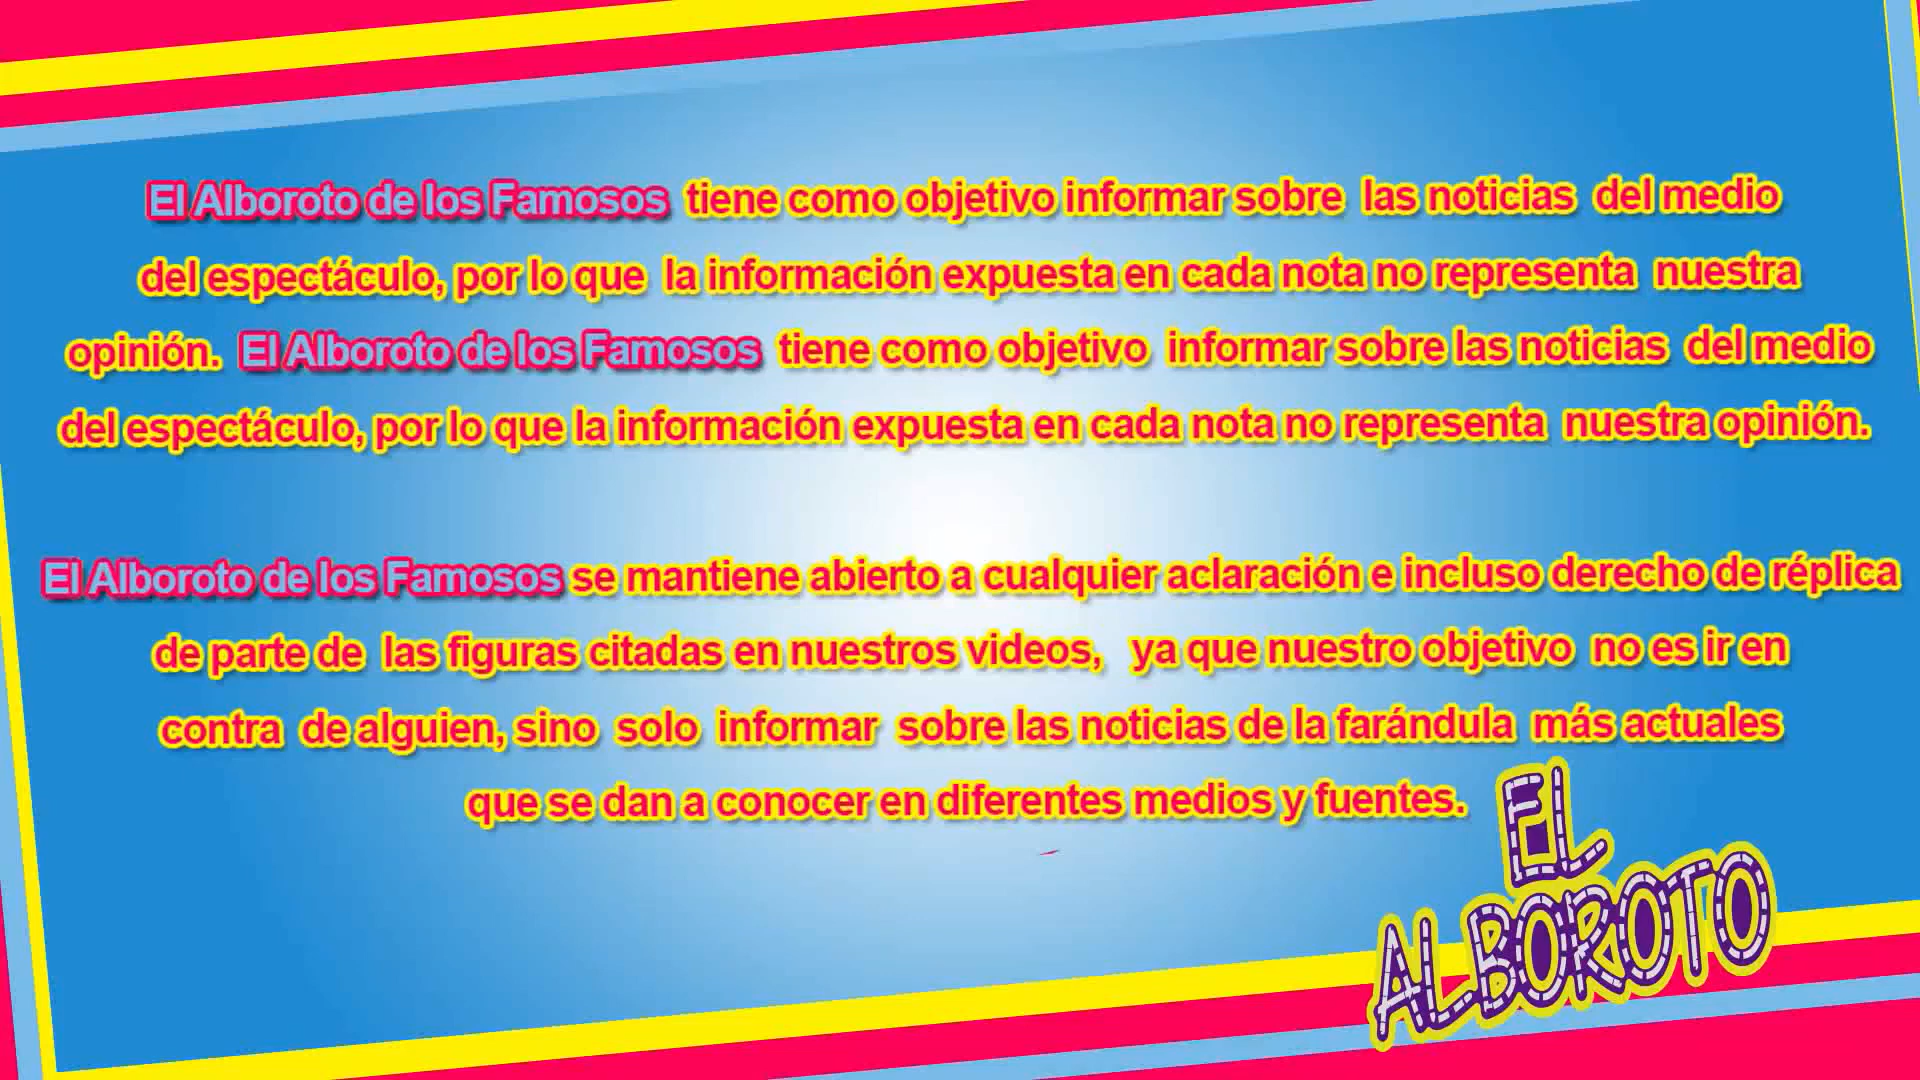 El Alboroto de los Famosos tiene como objetivo informar sobre las noticias del medio
del espectáculo, por lo que la información expuesta en cada nota no representa nuestra
opinión. El Alboroto de los Famosos tiene como objetivo informar sobre las noticias del medio
del espectáculo, por lo que la información expuesta en cada nota no representa nuestra opinión.
El Alboroto de los Famosos se mantiene abierto a cualquier aclaración e incluso derecho de réplica
de parte de las figuras citadas en nuestros videos, ya que nuestro objetivo no es ir en
contra de alguien, sino solo informar sobre las noticias de la farándula más actuales
que se dan a conocer en diferentes medios y fuentes.
EL
ALBOROTO